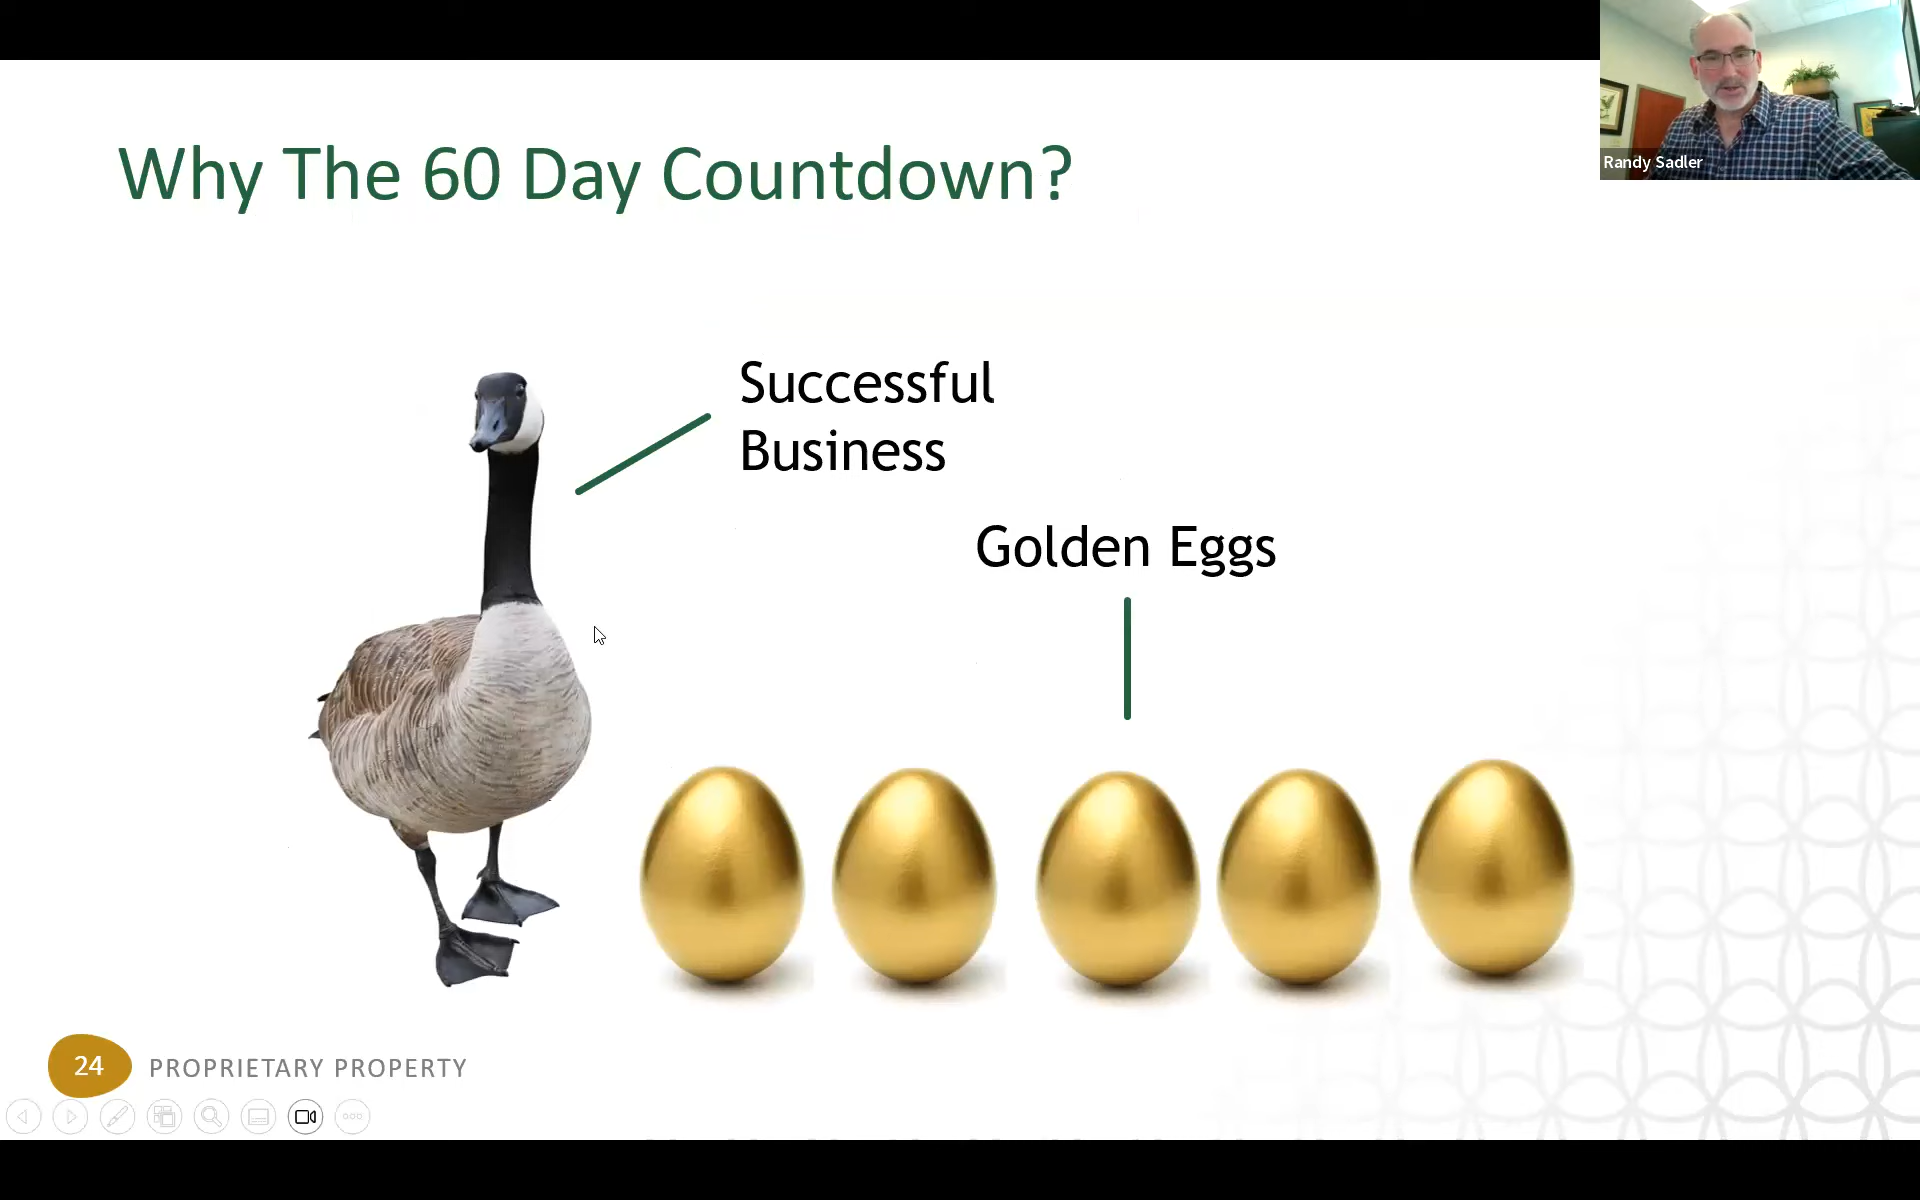 Why The 60 Day Countdown?
Randy Sadler
Successful
Business
Golden Eggs
24
PROPRIETARY PROPERTY